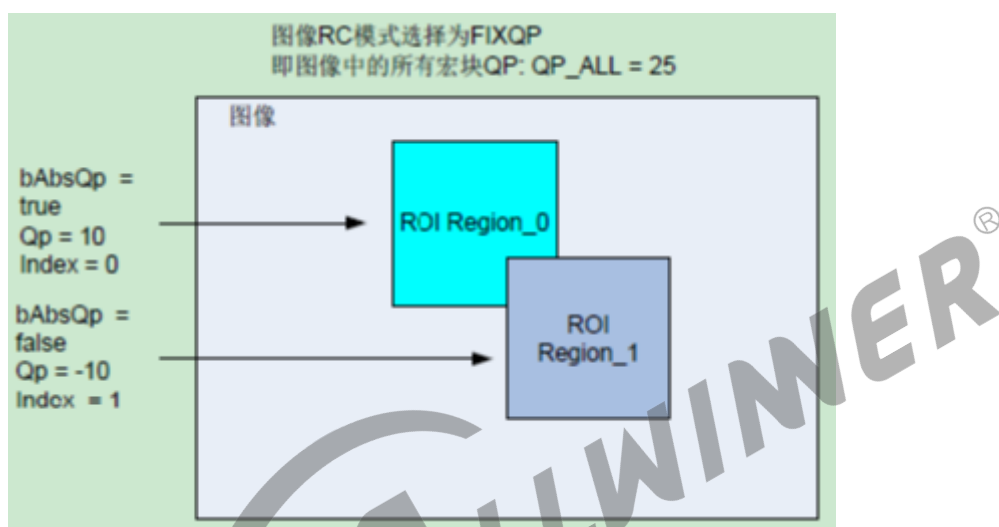 图像RC模式选择为FIXQP
即图像中的所有宏块QP: QP_ALL = 25
图像
bAbsQp =
true
Qp = 10
Index = 0
ROI Region_0
bAbsQp =
false
Qp = -10
Index = 1
ROI
Region_1
ALLWINNER®